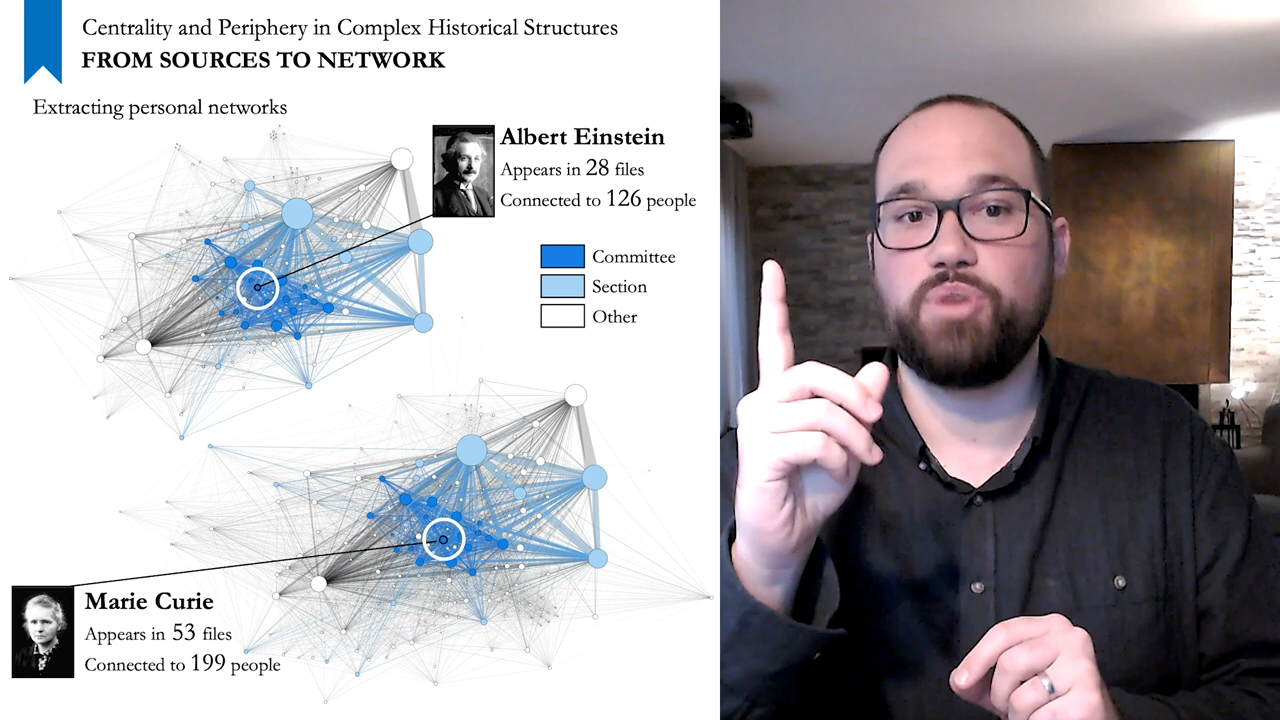 Centrality and Periphery in Complex Historical Structures
FROM SOURCES TO NETWORK
Extracting personal networks
Albert Einstein
Appears in 28 files
Connected to 126 people
Committee
Section
Other
Marie Curie
Appears in 53 files
Connected to 199 people